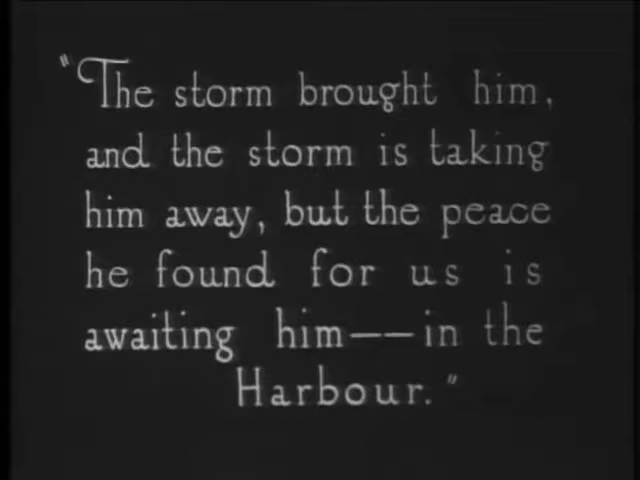 "The storm brought him,
and the storm is taking
him away, but the peace
he found for us is
awaiting him——in the
Harbour."